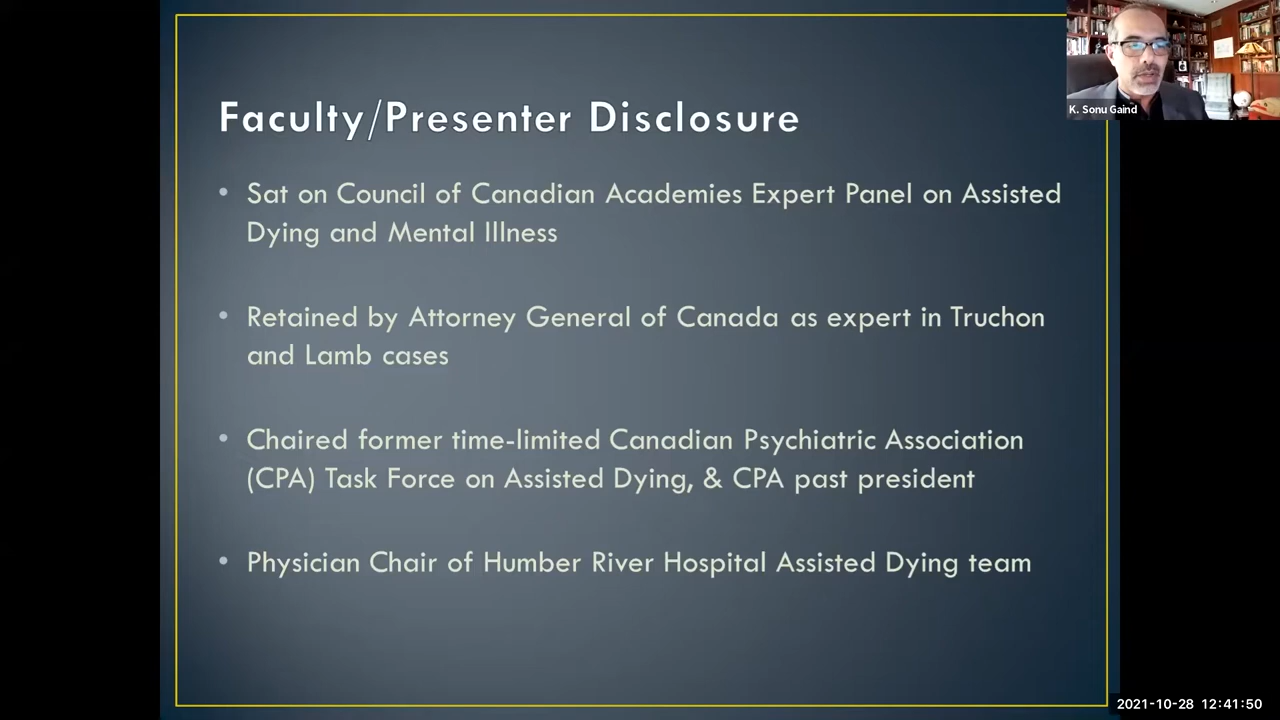 K. Sonu Gaind
Faculty/Presenter Disclosure
• Sat on Council of Canadian Academies Expert Panel on Assisted
Dying and Mental Illness
• Retained by Attorney General of Canada as expert in Truchon
and Lamb cases
• Chaired former time-limited Canadian Psychiatric Association
(CPA) Task Force on Assisted Dying, & CPA past president
• Physician Chair of Humber River Hospital Assisted Dying team
2021-10-28 12:41:50